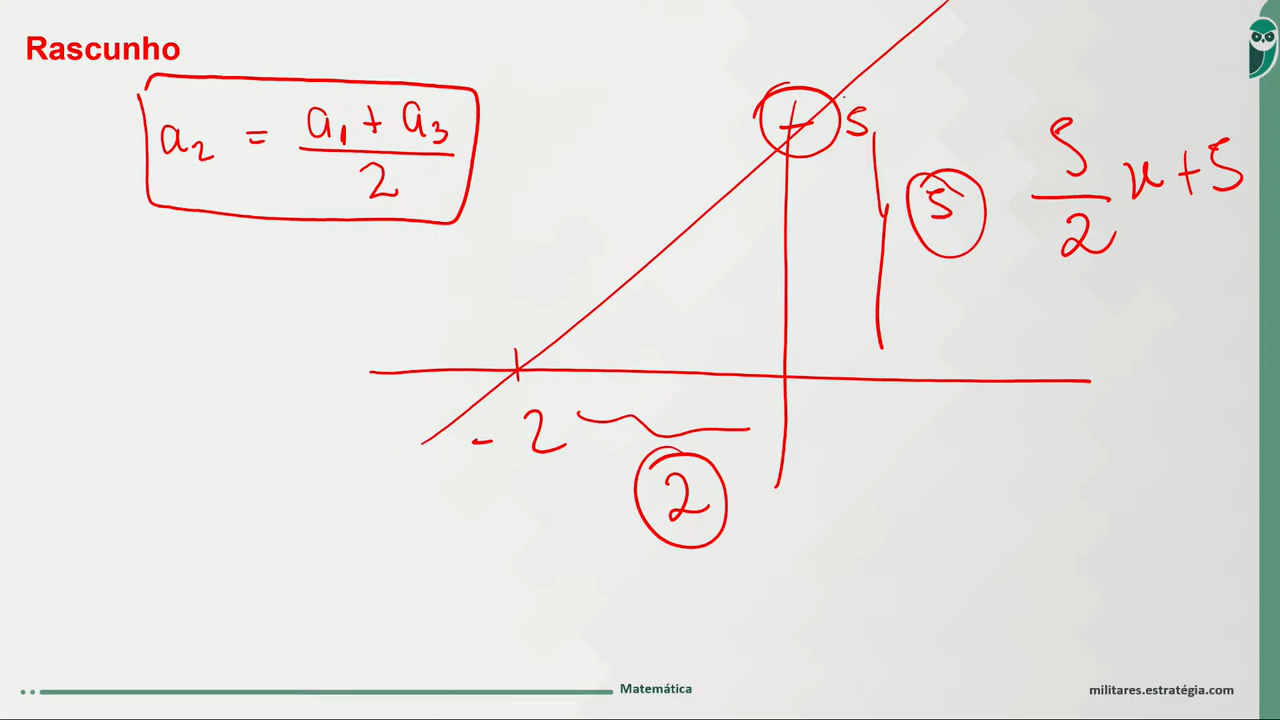 Rascunho
a₂ = (a₁ + a₃)/2
5
5
5/2 x + 5
- 2
2
Matemática
militares.estratégia.com